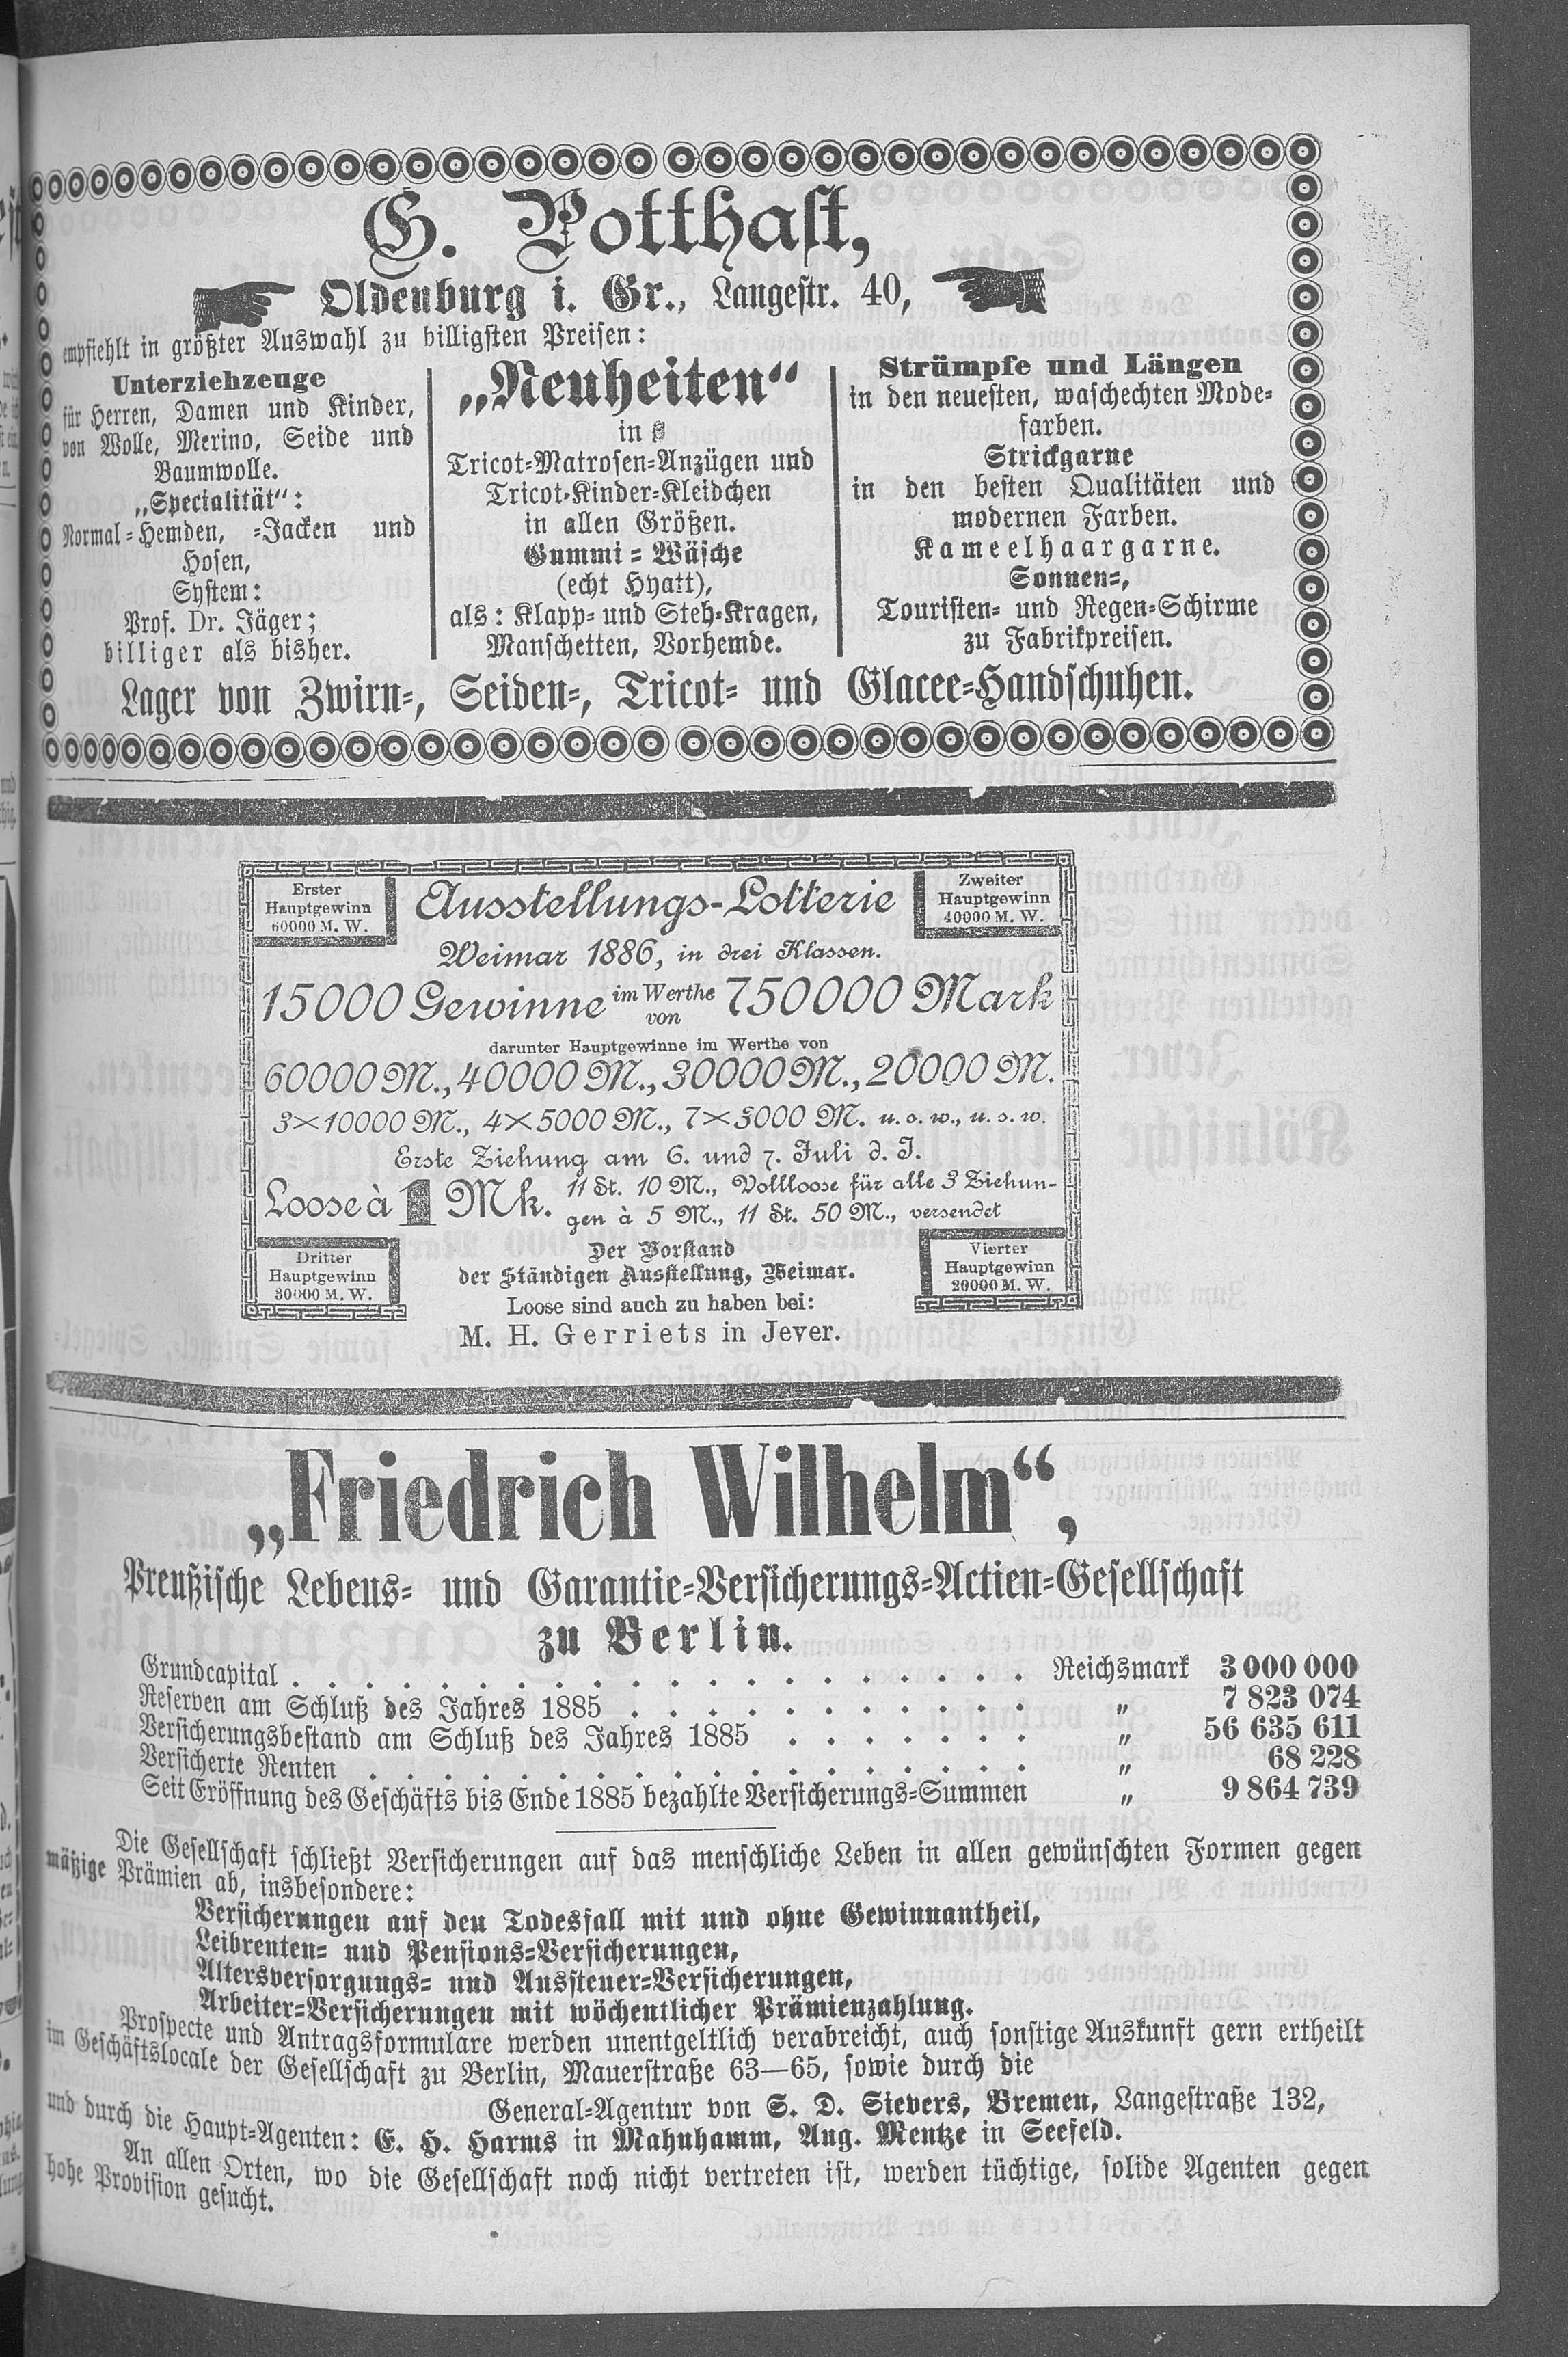 G. Potthast,
Oldenburg i. Gr., Langestr. 40,
empfiehlt in größter Auswahl zu billigsten Preisen:
Unterziehzeuge
für Herren, Damen und Kinder,
von Wolle, Merino, Seide und
Baumwolle.
„Specialität“:
Normal-Hemden, -Jacken und
Hosen,
System:
Prof. Dr. Jäger;
billiger als bisher.
„Neuheiten“
in
Tricot-Matrosen-Anzügen und
Tricot-Kinder-Kleidchen
in allen Größen.
Gummi-Wäsche
(echt Hyatt),
als: Klapp- und Steh-Kragen,
Manschetten, Vorhemde.
Strümpfe und Längen
in den neuesten, waschechten Mode-
farben.
Strickgarne
in den besten Qualitäten und
modernen Farben.
Kameelhaargarne.
Sonnen-,
Touristen- und Regen-Schirme
zu Fabrikpreisen.
Lager von Zwirn-, Seiden-, Tricot- und Glacee-Handschuhen.
Erster
Hauptgewinn
60000 M. W.
Ausstellungs-Lotterie
Zweiter
Hauptgewinn
40000 M. W.
Weimar 1886, in drei Klassen.
15000 Gewinne im Werthe von 750000 Mark
darunter Hauptgewinne im Werthe von
60000 M., 40000 M., 30000 M., 20000 M.
3×10000 M., 4×5000 M., 7×3000 M. u. s. w., u. s. w.
Erste Ziehung am 6. und 7. Juli d. J.
Loose à 1 Mk. 11 St. 10 M., Vollloose für alle 3 Ziehun-
gen à 5 M., 11 St. 50 M., versendet
Dritter
Hauptgewinn
30000 M. W.
Der Vorstand
der Ständigen Ausstellung, Weimar.
Vierter
Hauptgewinn
20000 M. W.
Loose sind auch zu haben bei:
M. H. Gerriets in Jever.
„Friedrich Wilhelm“,
Preußische Lebens- und Garantie-Versicherungs-Actien-Gesellschaft
zu Berlin.
Grundcapital . . . . . . . . . . . . . . . . . . . . Reichsmark 3 000 000
Reserven am Schluß des Jahres 1885 . . . . . . . . . . . „ 7 823 074
Versicherungsbestand am Schluß des Jahres 1885 . . . . . . . „ 56 635 611
Versicherte Renten . . . . . . . . . . . . . . . . . . „ 68 228
Seit Eröffnung des Geschäfts bis Ende 1885 bezahlte Versicherungs-Summen „ 9 864 739
Die Gesellschaft schließt Versicherungen auf das menschliche Leben in allen gewünschten Formen gegen
mäßige Prämien ab, insbesondere:
Versicherungen auf den Todesfall mit und ohne Gewinnantheil,
Leibrenten- und Pensions-Versicherungen,
Altersversorgungs- und Aussteuer-Versicherungen,
Arbeiter-Versicherungen mit wöchentlicher Prämienzahlung.
Prospecte und Antragsformulare werden unentgeltlich verabreicht, auch sonstige Auskunft gern ertheilt
im Geschäftslocale der Gesellschaft zu Berlin, Mauerstraße 63—65, sowie durch die
General-Agentur von S. D. Sievers, Bremen, Langestraße 132,
und durch die Haupt-Agenten: E. H. Harms in Mahnhamm, Aug. Mentze in Seefeld.
An allen Orten, wo die Gesellschaft noch nicht vertreten ist, werden tüchtige, solide Agenten gegen
hohe Provision gesucht.